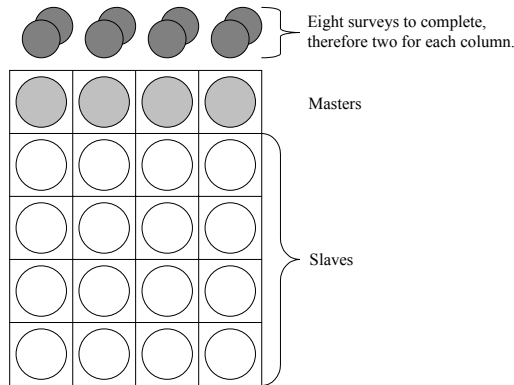 Eight surveys to complete,
therefore two for each column.
Masters
Slaves